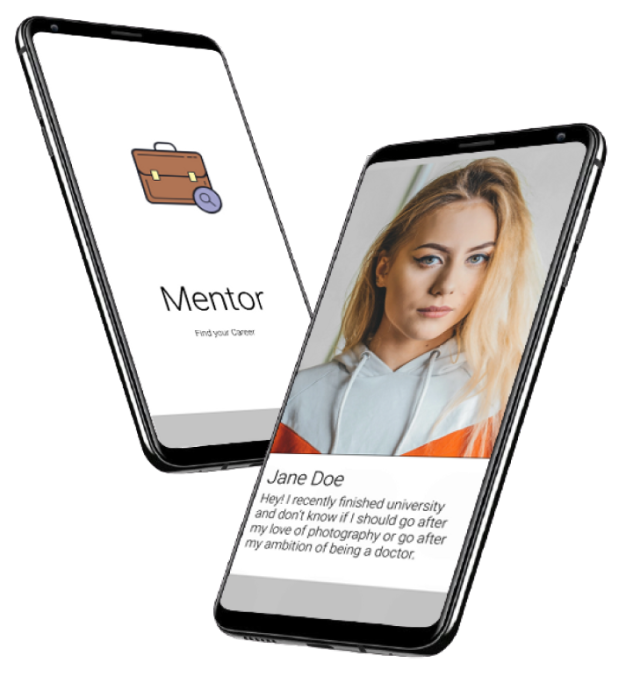 Mentor
Find your Career
Jane Doe
Hey! I recently finished university
and don't know if I should go after
my love of photography or go after
my ambition of being a doctor.